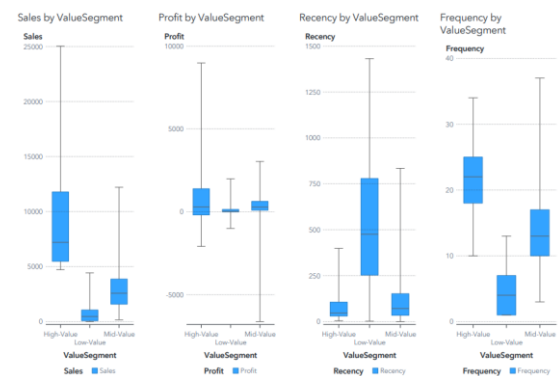 Sales by ValueSegment
Sales
25000
20000
15000
10000
5000
0
High-Value
Mid-Value
Low-Value
ValueSegment
Sales Sales
Profit by ValueSegment
Profit
10000
5000
0
-5000
High-Value
Mid-Value
Low-Value
ValueSegment
Profit Profit
Recency by ValueSegment
Recency
1500
1250
1000
750
500
250
0
High-Value
Mid-Value
Low-Value
ValueSegment
Recency Recency
Frequency by
ValueSegment
Frequency
40
30
20
10
0
High-Value
Mid-Value
Low-Value
ValueSegment
Frequency Frequency